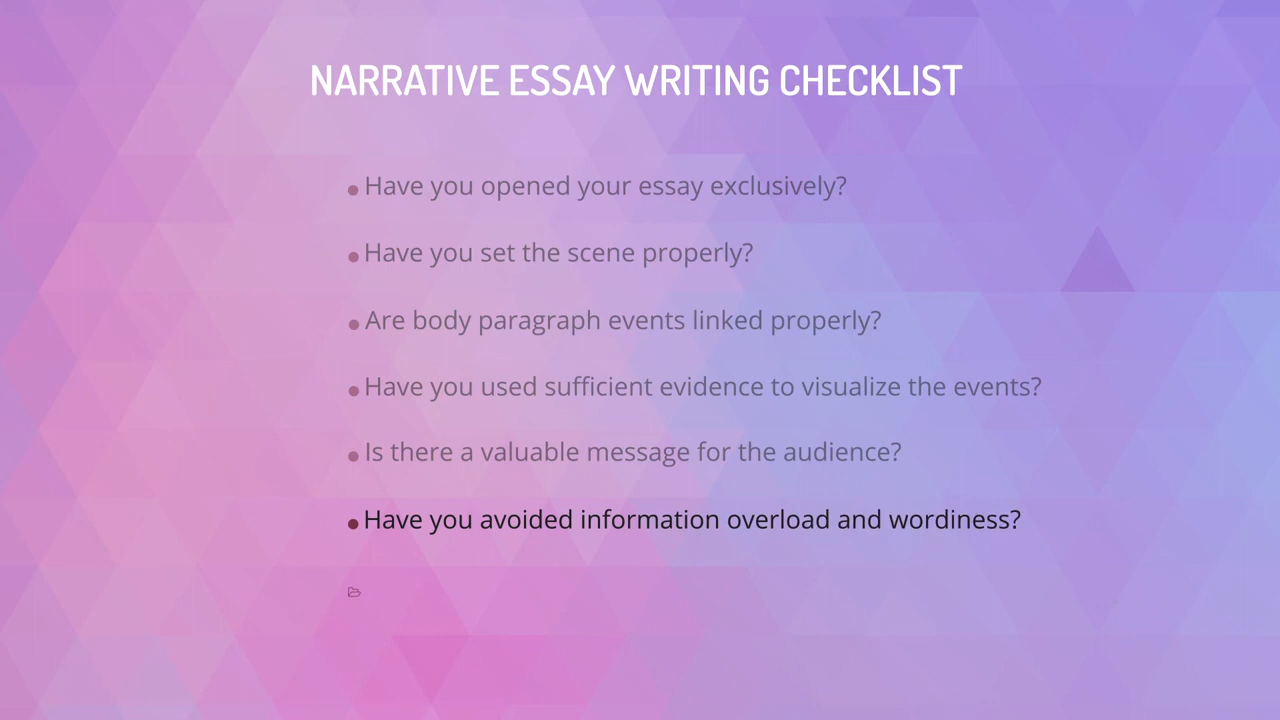 NARRATIVE ESSAY WRITING CHECKLIST
Have you opened your essay exclusively?
Have you set the scene properly?
Are body paragraph events linked properly?
Have you used sufficient evidence to visualize the events?
Is there a valuable message for the audience?
Have you avoided information overload and wordiness?